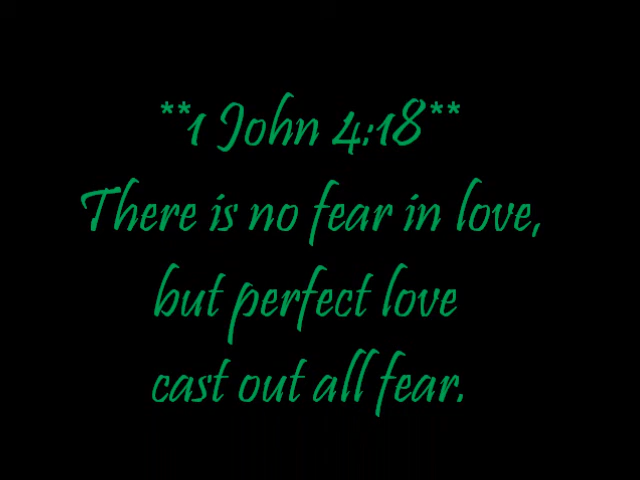 **1 John 4:18**
There is no fear in love,
but perfect love
cast out all fear.